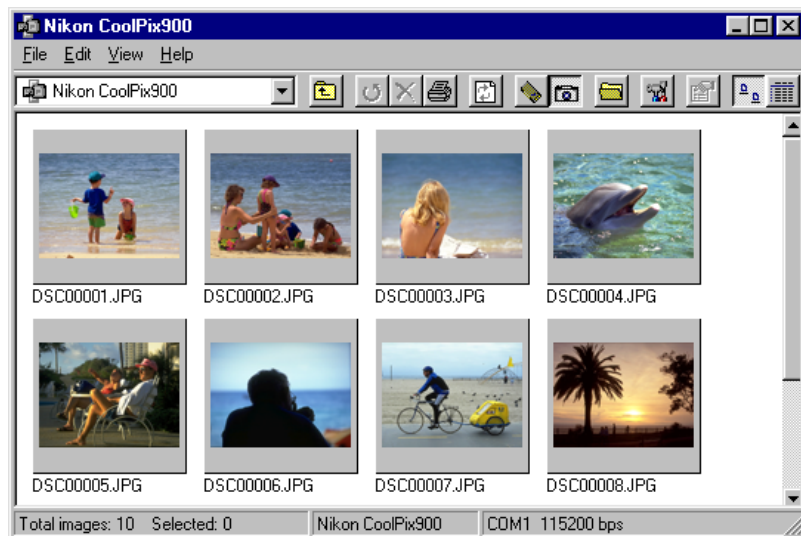 Nikon CoolPix900
File Edit View Help
Nikon CoolPix900
DSC00001.JPG DSC00002.JPG DSC00003.JPG DSC00004.JPG
DSC00005.JPG DSC00006.JPG DSC00007.JPG DSC00008.JPG
Total images: 10 Selected: 0 Nikon CoolPix900 COM1 115200 bps